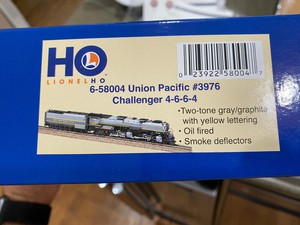 HO
LIONEL HO
0 23922 58004 7
6-58004 Union Pacific #3976
Challenger 4-6-6-4
•Two-tone gray/graphite
with yellow lettering
• Oil fired
• Smoke deflectors